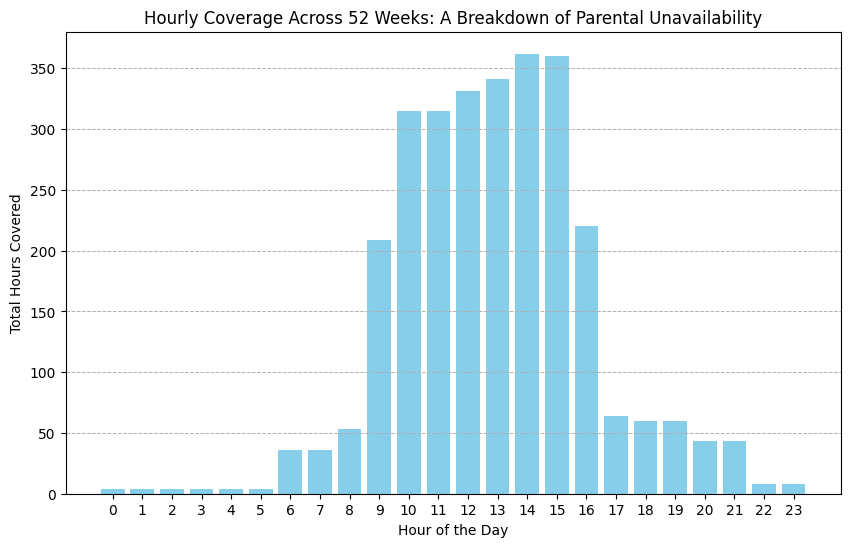 Hourly Coverage Across 52 Weeks: A Breakdown of Parental Unavailability
Total Hours Covered
350
300
250
200
150
100
50
0
0 1 2 3 4 5 6 7 8 9 10 11 12 13 14 15 16 17 18 19 20 21 22 23
Hour of the Day